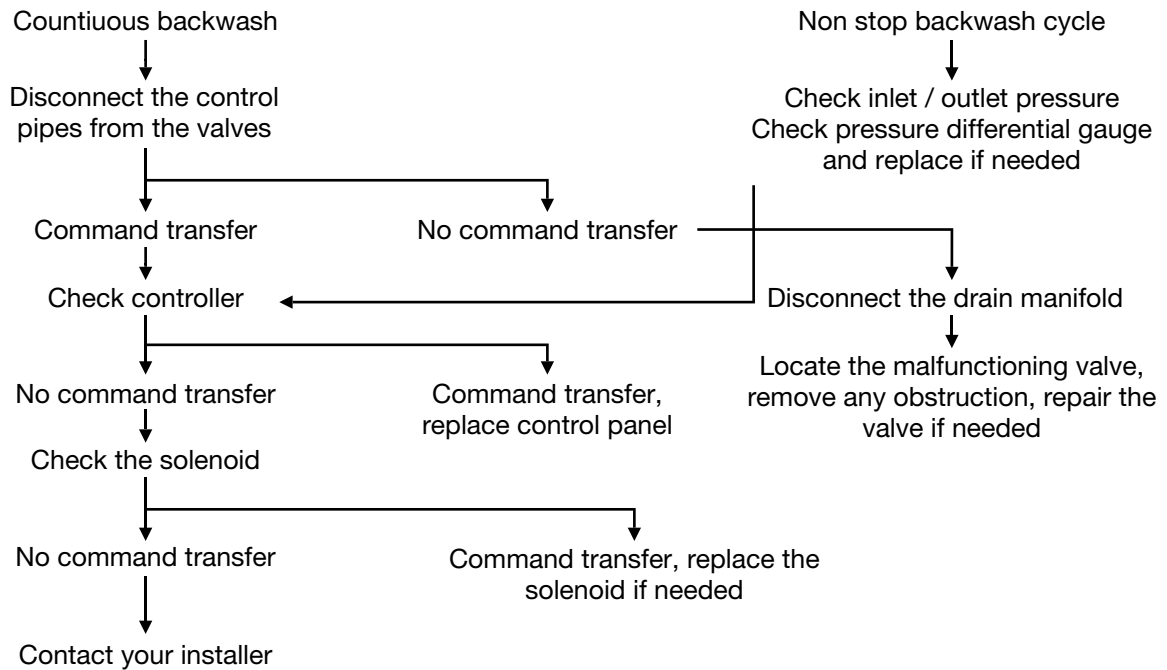 Countiuous backwash
Non stop backwash cycle
Disconnect the control
pipes from the valves
Check inlet / outlet pressure
Check pressure differential gauge
and replace if needed
Command transfer
No command transfer
Check controller
Disconnect the drain manifold
No command transfer
Command transfer,
replace control panel
Locate the malfunctioning valve,
remove any obstruction, repair the
valve if needed
Check the solenoid
No command transfer
Command transfer, replace the
solenoid if needed
Contact your installer